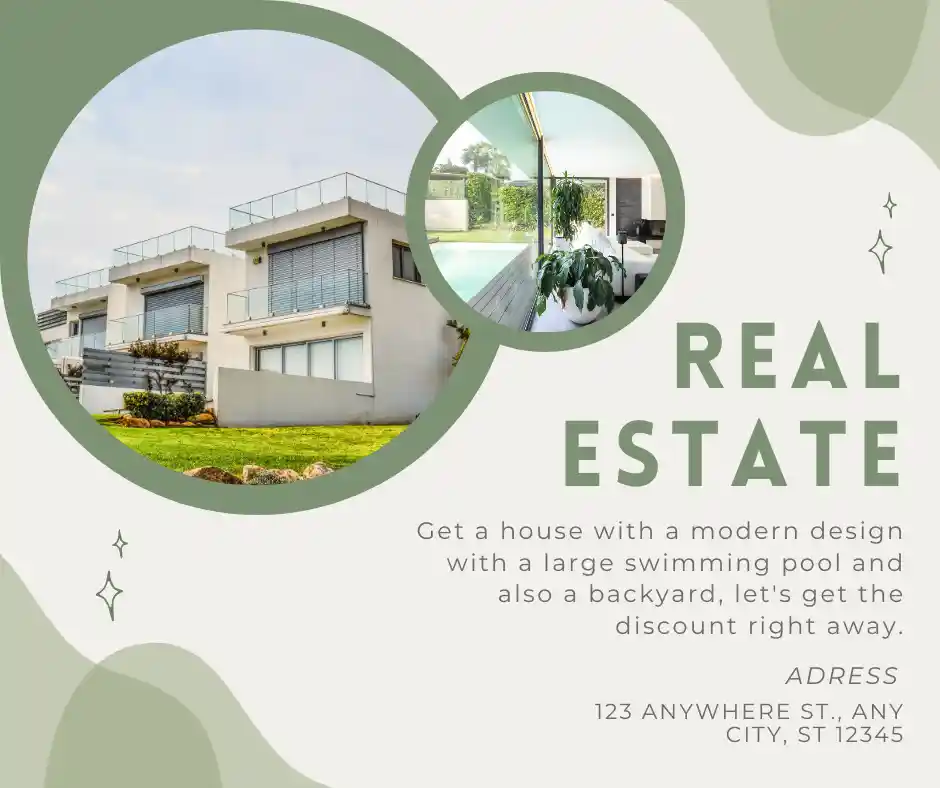 REAL
ESTATE
Get a house with a modern design
with a large swimming pool and
also a backyard, let's get the
discount right away.
ADRESS
123 ANYWHERE ST., ANY
CITY, ST 12345